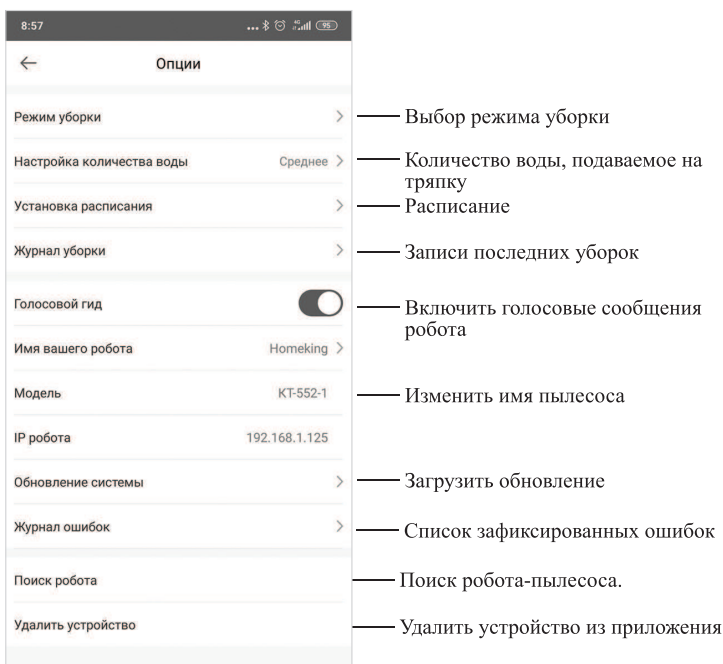 8:57
4G
95
Опции
Режим уборки
Выбор режима уборки
Настройка количества воды Среднее
Количество воды, подаваемое на
тряпку
Установка расписания
Расписание
Журнал уборки
Записи последних уборок
Голосовой гид
Включить голосовые сообщения
робота
Имя вашего робота Homeking
Модель KT-552-1
Изменить имя пылесоса
IP робота 192.168.1.125
Обновление системы
Загрузить обновление
Журнал ошибок
Список зафиксированных ошибок
Поиск робота
Поиск робота-пылесоса.
Удалить устройство
Удалить устройство из приложения